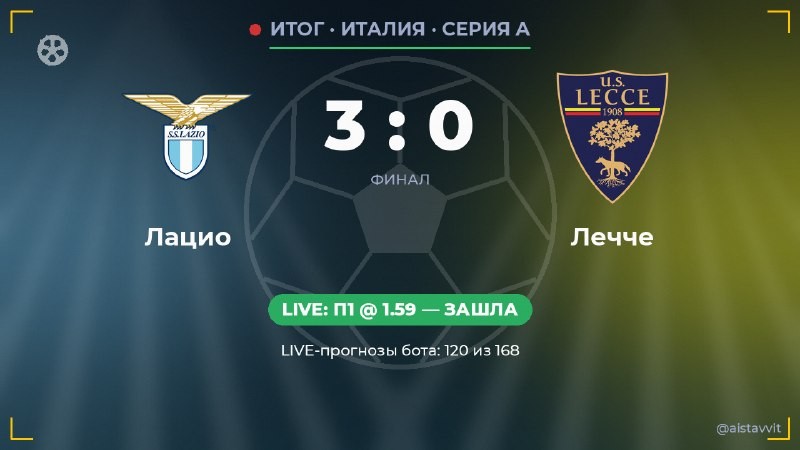 ИТОГ · ИТАЛИЯ · СЕРИЯ А
S.S.LAZIO
U.S.
LECCE
1908
3 : 0
ФИНАЛ
Лацио
Лечче
LIVE: П1 @ 1.59 — ЗАШЛА
LIVE-прогнозы бота: 120 из 168
@aistavvit